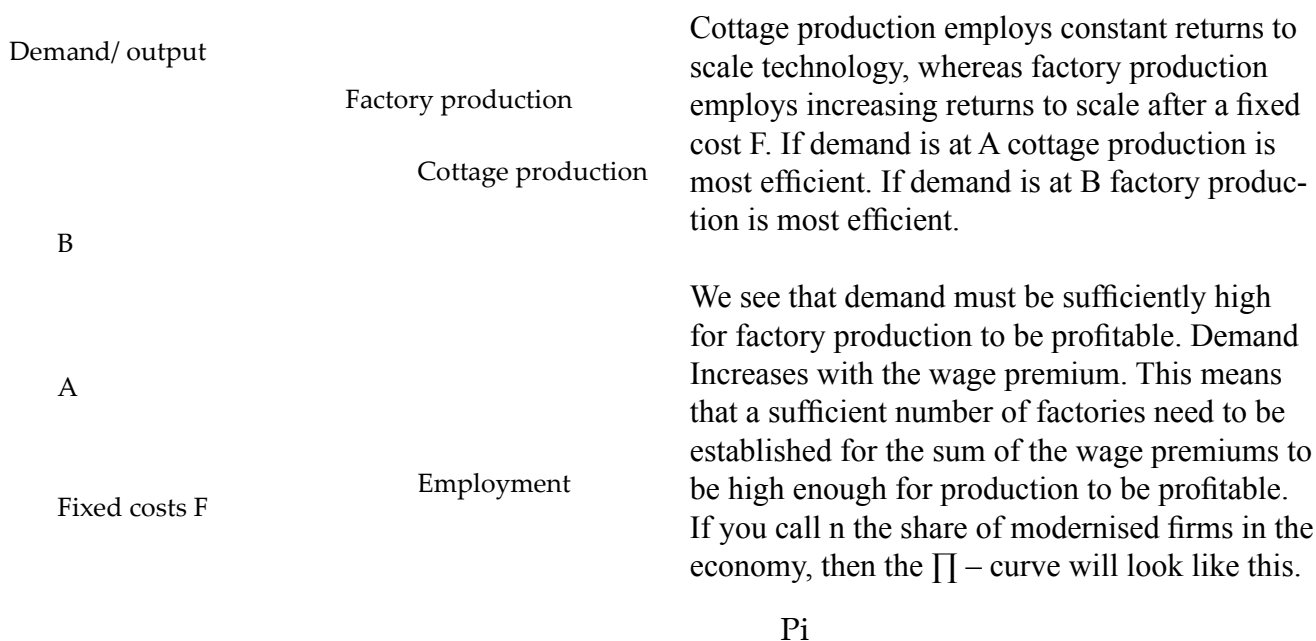 Demand/ output
Factory production
Cottage production
B
A
Employment
Fixed costs F
Cottage production employs constant returns to
scale technology, whereas factory production
employs increasing returns to scale after a fixed
cost F. If demand is at A cottage production is
most efficient. If demand is at B factory produc-
tion is most efficient.
We see that demand must be sufficiently high
for factory production to be profitable. Demand
Increases with the wage premium. This means
that a sufficient number of factories need to be
established for the sum of the wage premiums to
be high enough for production to be profitable.
If you call n the share of modernised firms in the
economy, then the ∏ – curve will look like this.
Pi